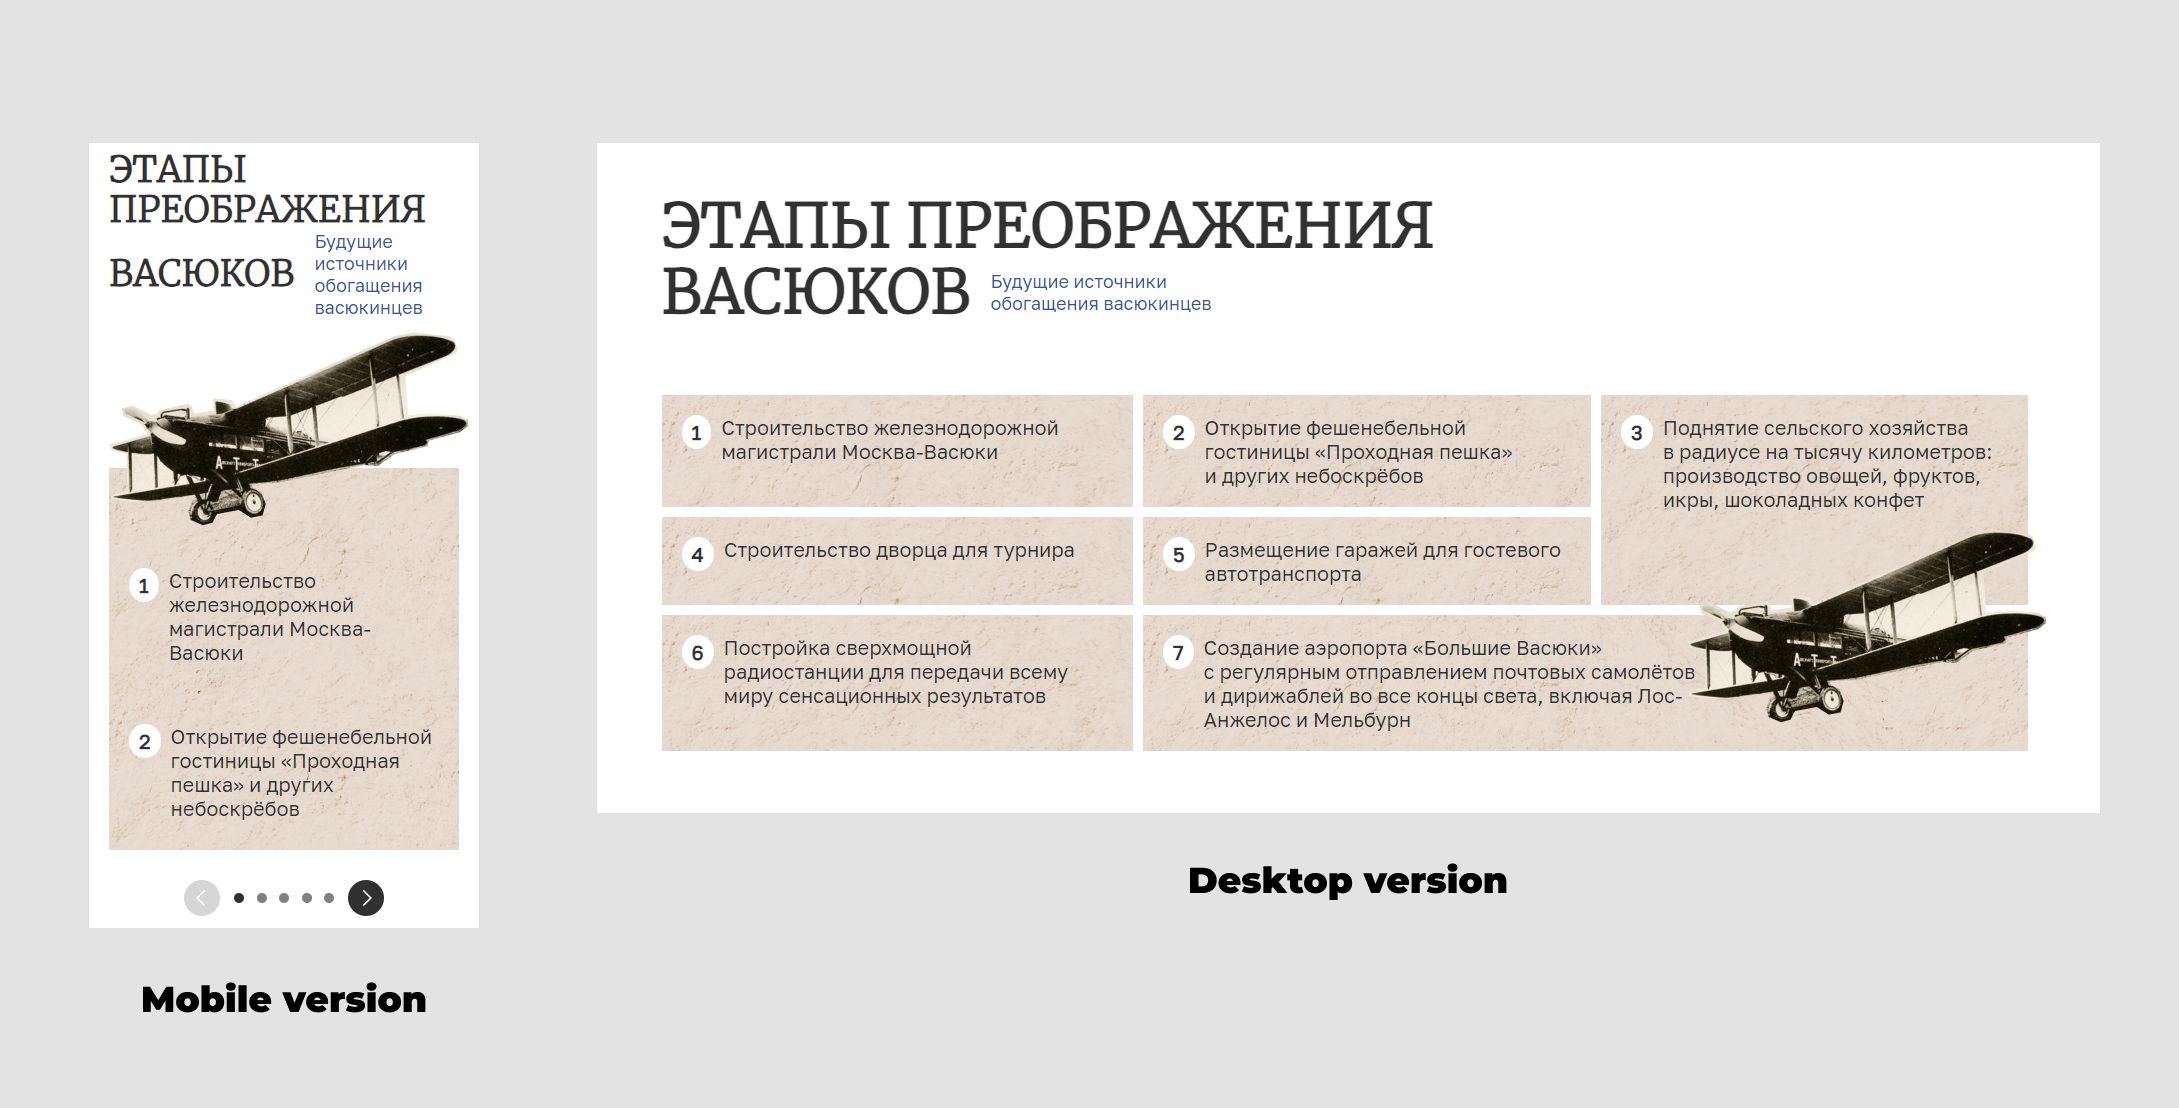 ЭТАПЫ
ПРЕОБРАЖЕНИЯ
ВАСЮКОВ
Будущие
источники
обогащения
васюкинцев
1
Строительство
железнодорожной
магистрали Москва-
Васюки
2
Открытие фешенебельной
гостиницы «Проходная
пешка» и других
небоскрёбов
Mobile version
ЭТАПЫ ПРЕОБРАЖЕНИЯ
ВАСЮКОВ
Будущие источники
обогащения васюкинцев
1
Строительство железнодорожной
магистрали Москва-Васюки
2
Открытие фешенебельной
гостиницы «Проходная пешка»
и других небоскрёбов
3
Поднятие сельского хозяйства
в радиусе на тысячу километров:
производство овощей, фруктов,
икры, шоколадных конфет
4
Строительство дворца для турнира
5
Размещение гаражей для гостевого
автотранспорта
6
Постройка сверхмощной
радиостанции для передачи всему
миру сенсационных результатов
7
Создание аэропорта «Большие Васюки»
с регулярным отправлением почтовых самолётов
и дирижаблей во все концы света, включая Лос-
Анжелос и Мельбурн
Desktop version